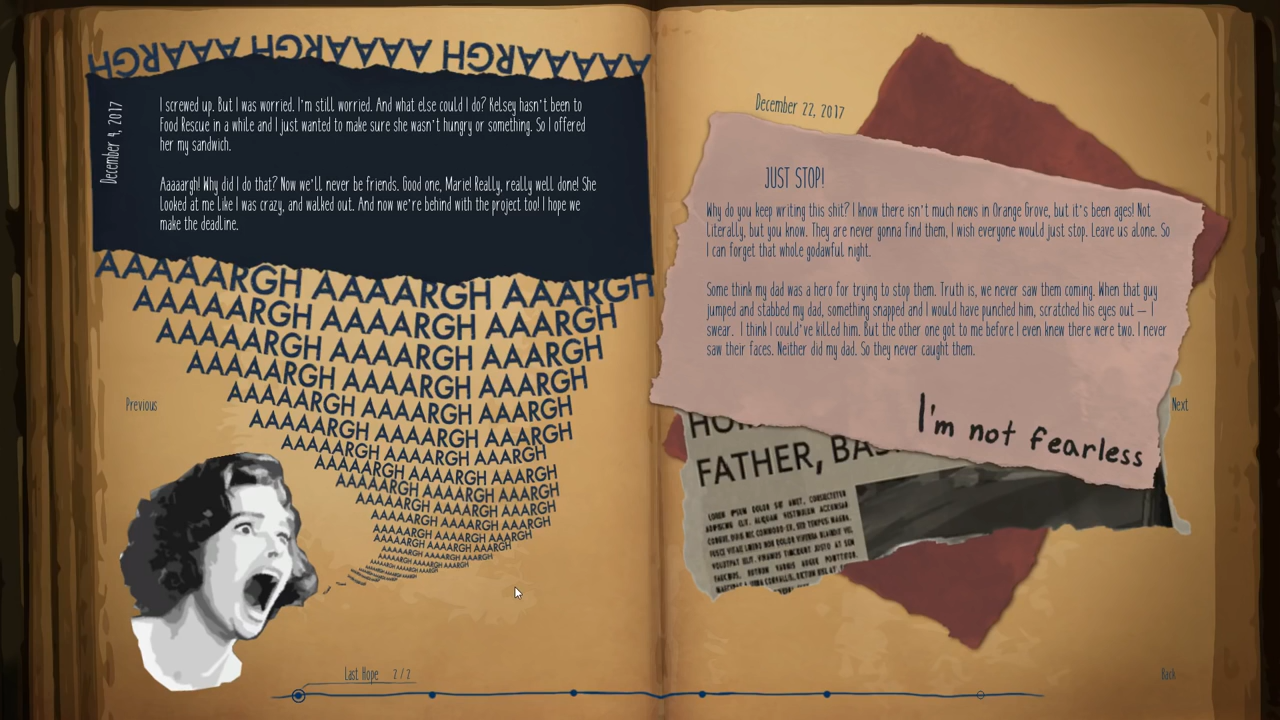 AAAAARGH AAAAARGH AAAARGH
December 4, 2017
I screwed up. But I was worried. I'm still worried. And what else could I do? Kelsey hasn't been to
Food Rescue in a while and I just wanted to make sure she wasn't hungry or something. So I offered
her my sandwich.
Aaaaargh! Why did I do that? Now we'll never be friends. Good one, Marie! Really, really well done! She
looked at me like I was crazy, and walked out. And now we're behind with the project too! I hope we
make the deadline.
AAAAARGH AAAARGH AAARGH
AAAAARGH AAAARGH AAARGH
AAAAARGH AAAARGH AAARGH
AAAAARGH AAAARGH AAARGH
AAAAARGH AAAARGH AAARGH
AAAAARGH AAAARGH AAARGH
AAAAARGH AAAARGH AAARGH
AAAAARGH AAAARGH AAARGH
AAAAARGH AAAARGH AAARGH
AAAAARGH AAAARGH AAARGH
AAAAARGH AAAARGH AAARGH
AAAAARGH AAAARGH AAARGH
AAAAARGH AAAARGH AAARGH
Previous
Last Hope 2 / 2
December 22, 2017
JUST STOP!
Why do you keep writing this shit? I know there isn't much news in Orange Grove, but it's been ages! Not
literally, but you know. They are never gonna find them, I wish everyone would just stop. Leave us alone. So
I can forget that whole godawful night.
Some think my dad was a hero for trying to stop them. Truth is, we never saw them coming. When that guy
jumped and stabbed my dad, something snapped and I would have punched him, scratched his eyes out – I
swear. I think I could've killed him. But the other one got to me before I even knew there were two. I never
saw their faces. Neither did my dad. So they never caught them.
I'm not fearless
Next
FATHER,
LOREM IPSUM DOLOR SIT AMET, CONSECTETER
Back